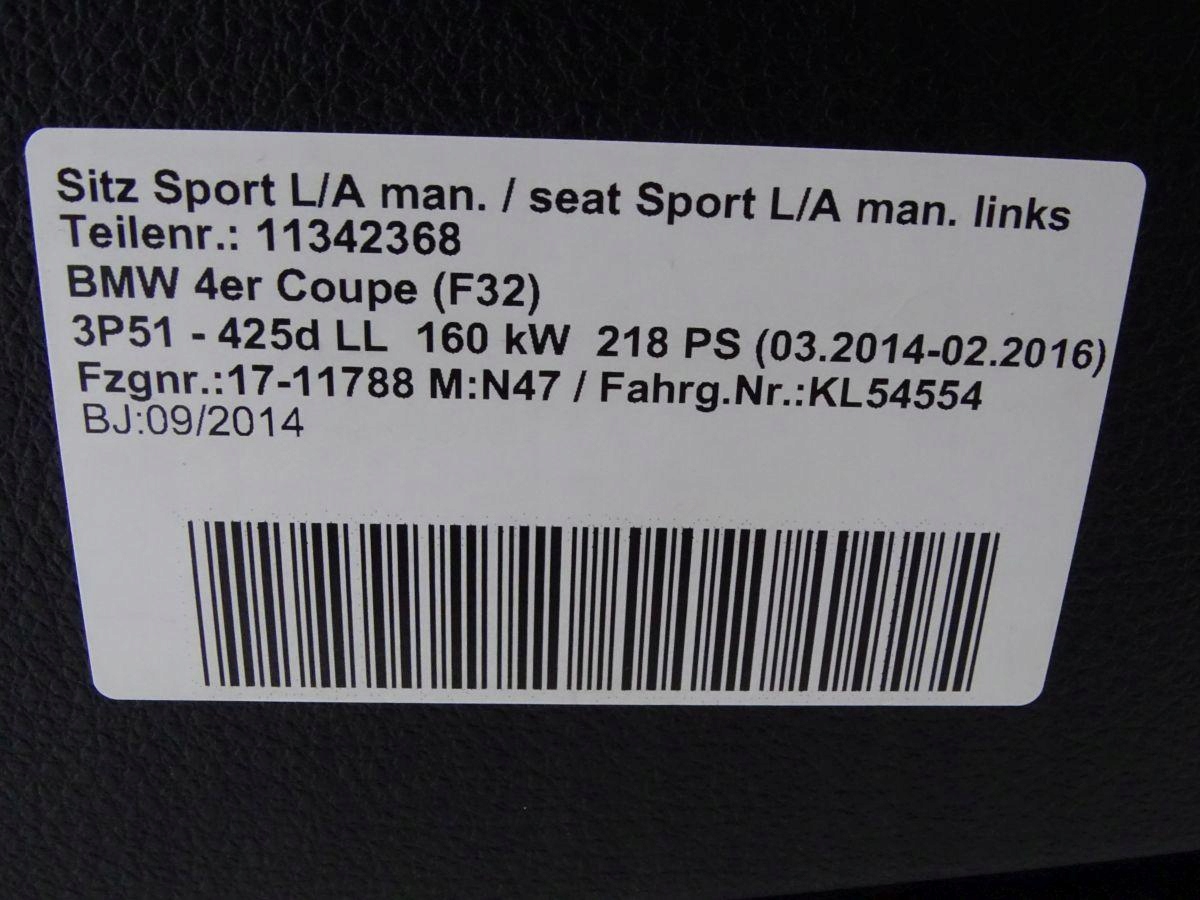 Sitz Sport L/A man. / seat Sport L/A man. links
Teilenr.: 11342368
BMW 4er Coupe (F32)
3P51 - 425d LL 160 kW 218 PS (03.2014-02.2016)
Fzgnr.:17-11788 M:N47 / Fahrg.Nr.:KL54554
BJ:09/2014